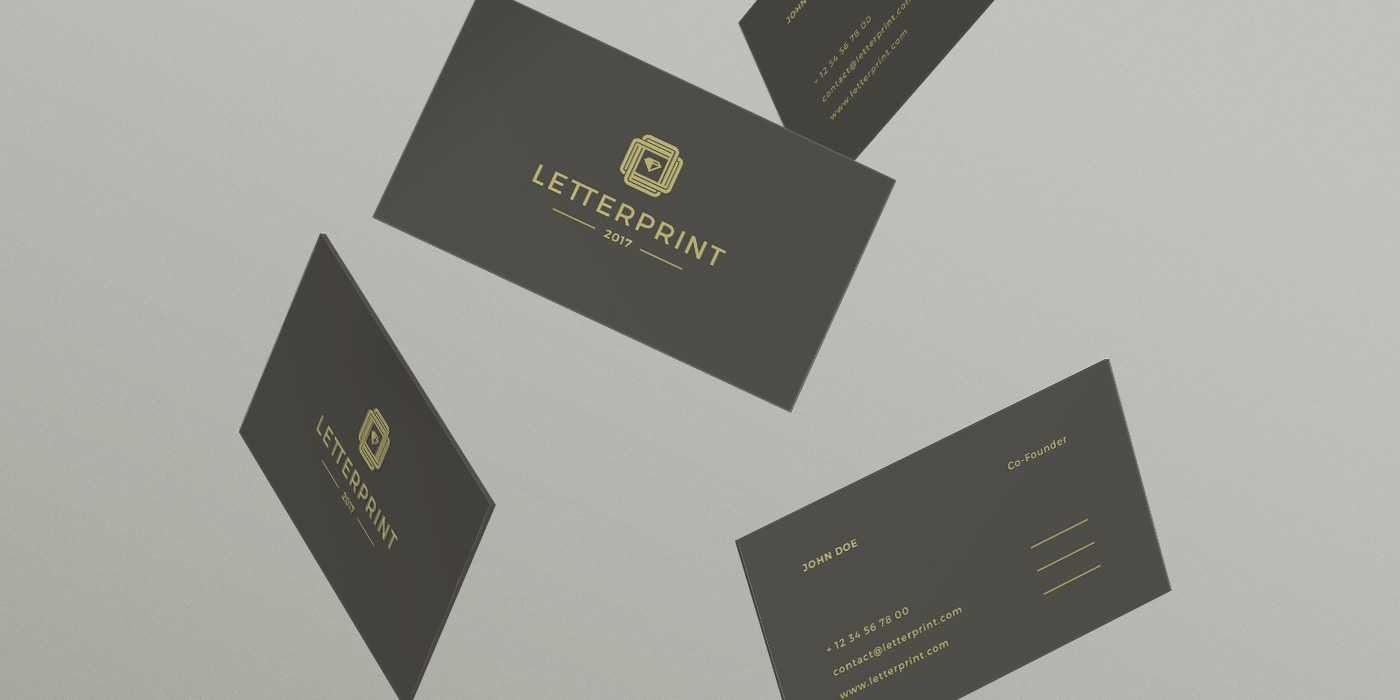 JOHN
+ 12 34 56 78 00
contact@letterprint.com
www.letterprint.com
LETTERPRINT
2017
LETTERPRINT
2017
Co-Founder
JOHN DOE
+ 12 34 56 78 00
contact@letterprint.com
www.letterprint.com